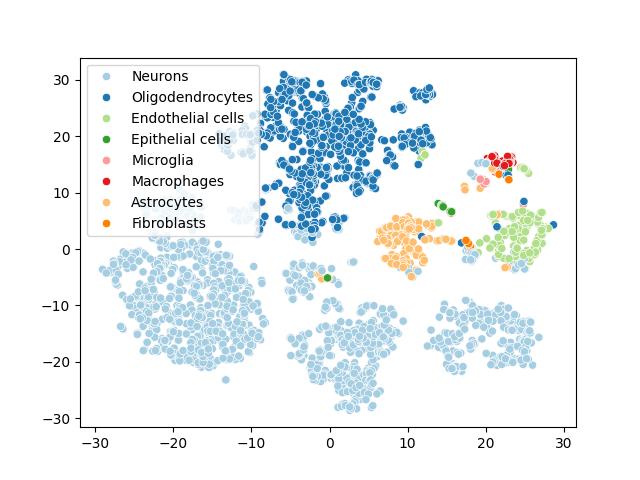 Neurons
Oligodendrocytes
Endothelial cells
Epithelial cells
Microglia
Macrophages
Astrocytes
Fibroblasts
30
20
10
0
−10
−20
−30
−30 −20 −10 0 10 20 30